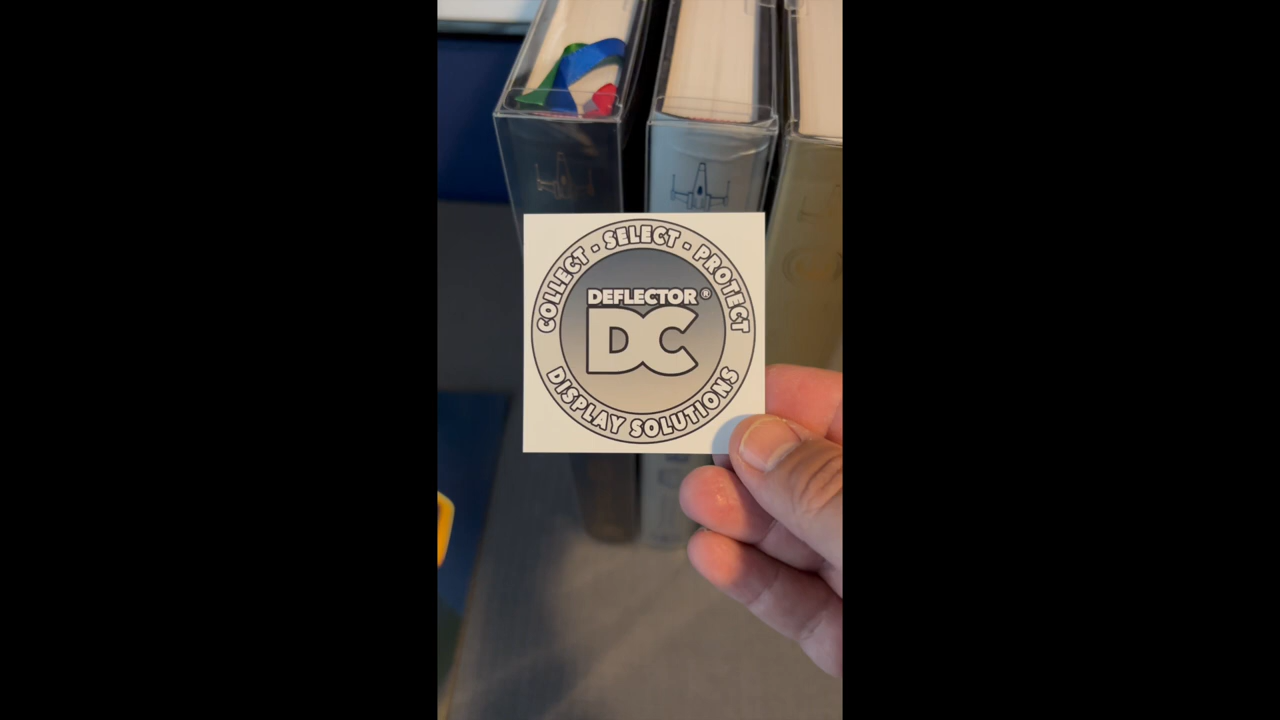 COLLECT - SELECT - PROTECT
DEFLECTOR®
DC
DISPLAY SOLUTIONS